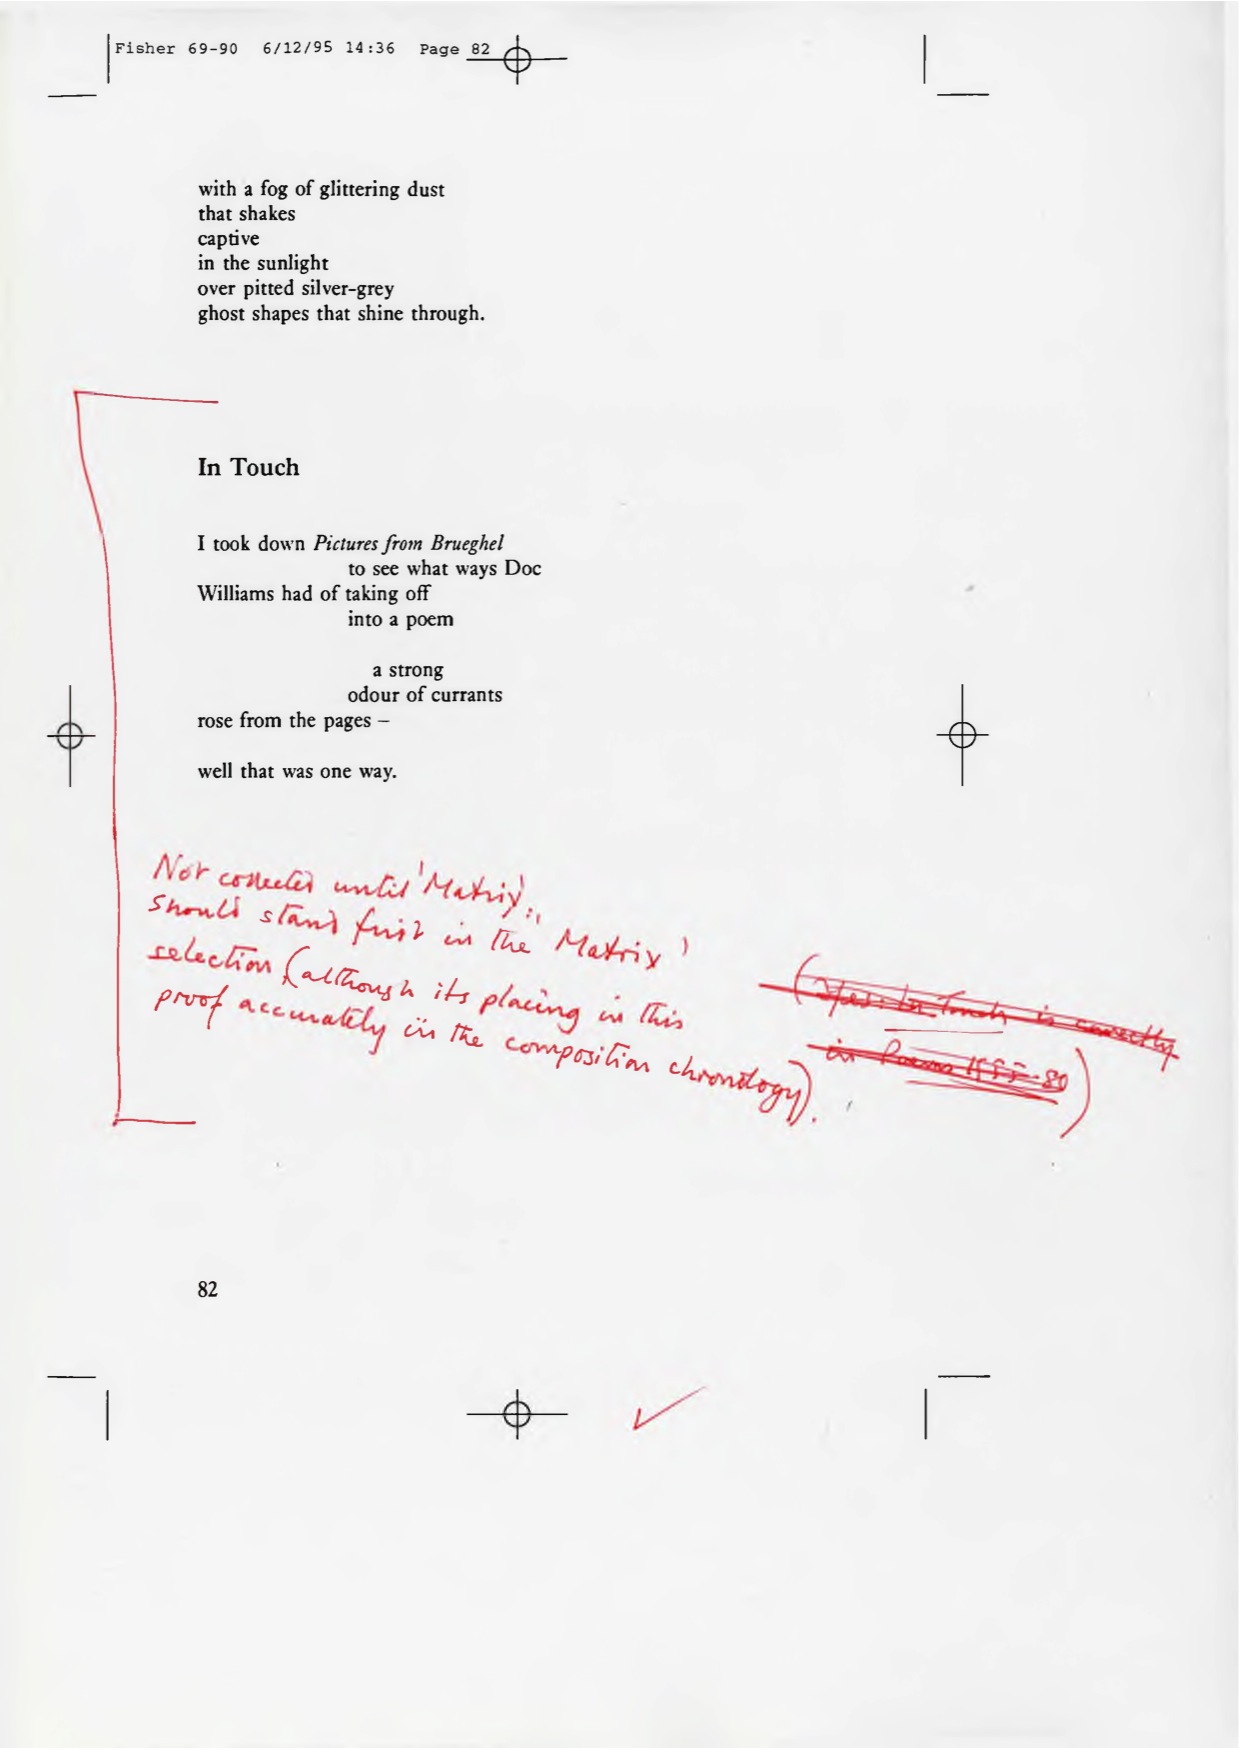 Fisher 69-90 6/12/95 14:36 Page 82
with a fog of glittering dust
that shakes
captive
in the sunlight
over pitted silver-grey
ghost shapes that shine through.
In Touch
I took down Pictures from Brueghel
to see what ways Doc
Williams had of taking off
into a poem
a strong
odour of currants
rose from the pages –
well that was one way.
Not collected until 'Matrix':
should stand first in the 'Matrix'
selection (although its placing in this
proof accurately in the composition chronology).
In Touch is correctly
in Poems 1955-80)
82